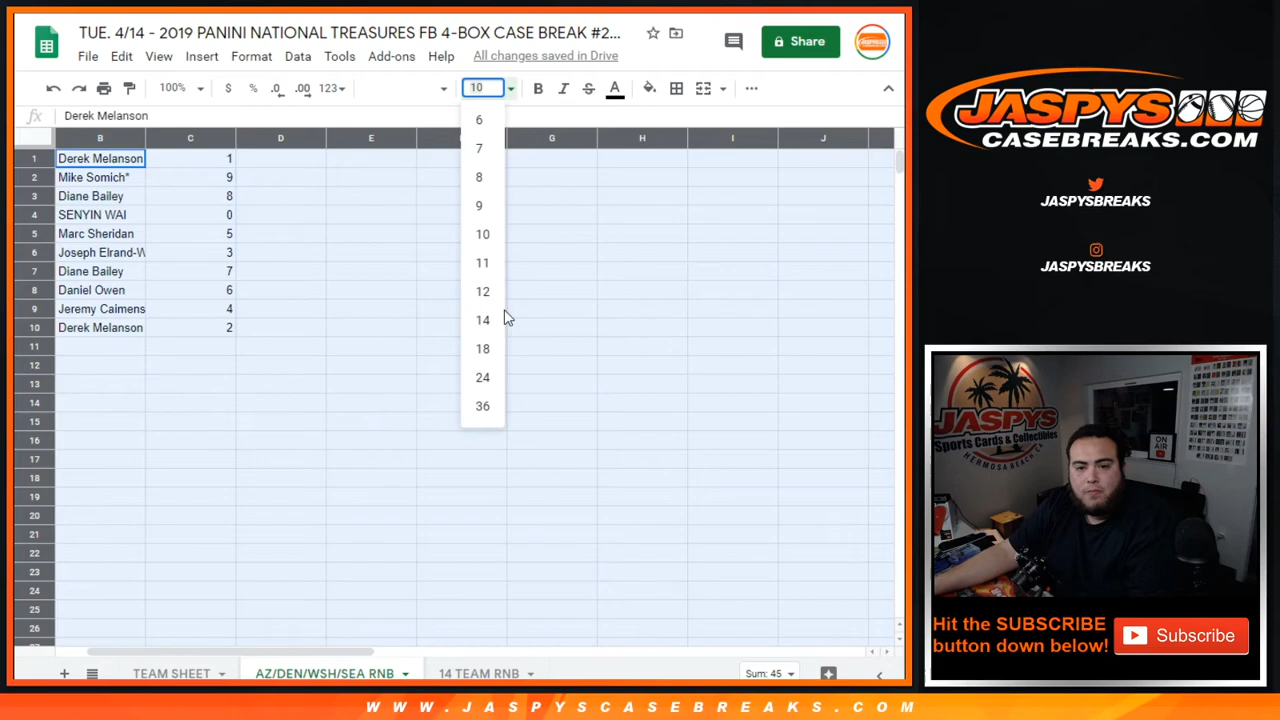 TUE. 4/14 - 2019 PANINI NATIONAL TREASURES FB 4-BOX CASE BREAK #2...
Share
File Edit View Insert Format Data Tools Add-ons Help All changes saved in Drive
100% $ % .0 .00 123 10 B I S A
fx Derek Melanson
B C D E G H I J
1 Derek Melanson 1
2 Mike Somich* 9
3 Diane Bailey 8
4 SENYIN WAI 0
5 Marc Sheridan 5
6 Joseph Elrand-W 3
7 Diane Bailey 7
8 Daniel Owen 6
9 Jeremy Caimens 4
10 Derek Melanson 2
11
12
13
14
15
16
17
18
19
20
21
22
23
24
25
26
6
7
8
9
10
11
12
14
18
24
36
TEAM SHEET AZ/DEN/WSH/SEA RNB 14 TEAM RNB Sum: 45
JASPYS
CASEBREAKS.COM
JASPYSBREAKS
JASPYSBREAKS
JASPYS
Sports Cards & Collectibles
HERMOSA BEACH CA
ON
AIR
Hit the SUBSCRIBE
button down below!
Subscribe
WWW.JASPYSCASEBREAKS.COM